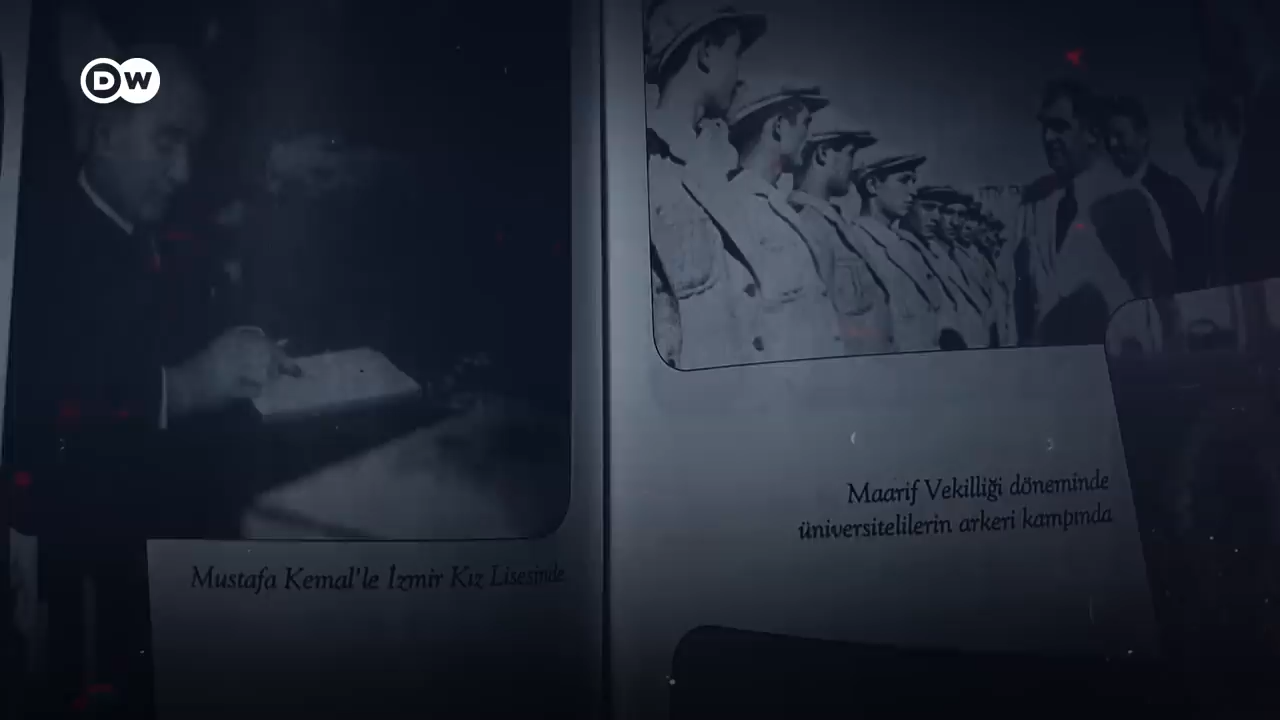 DW
Mustafa Kemal'le İzmir Kız Lisesinde
Maarif Vekilliği döneminde
üniversitelilerin arkeri kampında